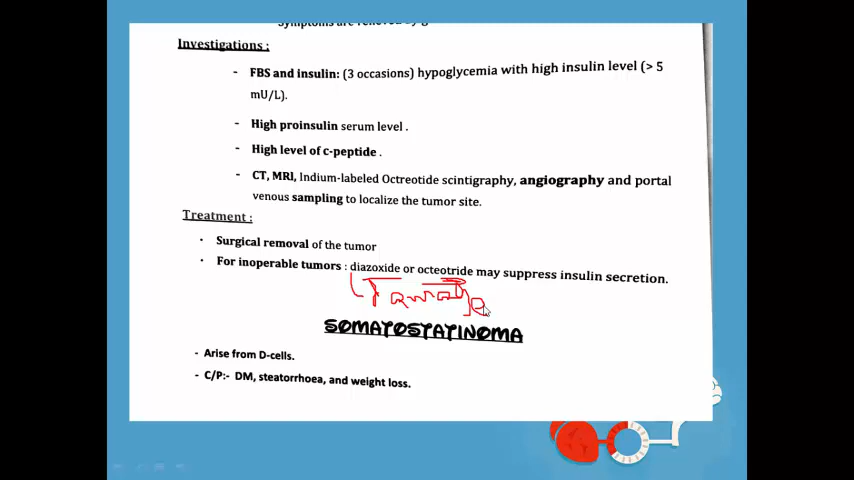 Investigations :
- FBS and insulin: (3 occasions) hypoglycemia with high insulin level (> 5
mU/L).
- High proinsulin serum level .
- High level of c-peptide .
- CT, MRI, Indium-labeled Octreotide scintigraphy, angiography and portal
venous sampling to localize the tumor site.
Treatment :
· Surgical removal of the tumor
· For inoperable tumors : diazoxide or octeotride may suppress insulin secretion.
SOMATOSTATINOMA
- Arise from D-cells.
- C/P:- DM, steatorrhoea, and weight loss.